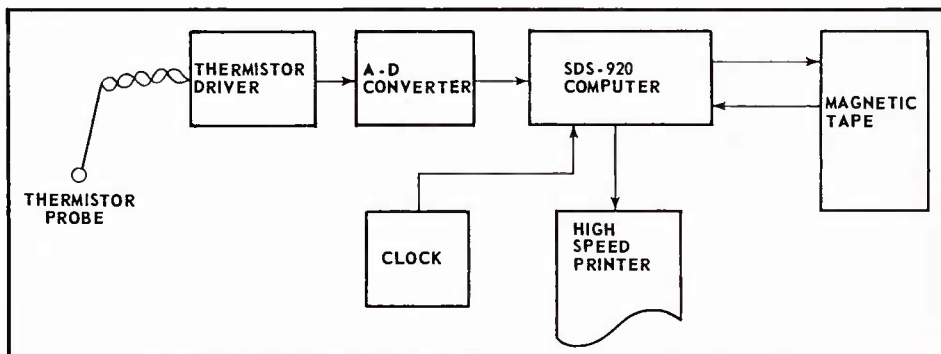 THERMISTOR
DRIVER
A-D
CONVERTER
SDS-920
COMPUTER
MAGNETIC
TAPE
THERMISTOR
PROBE
CLOCK
HIGH
SPEED
PRINTER